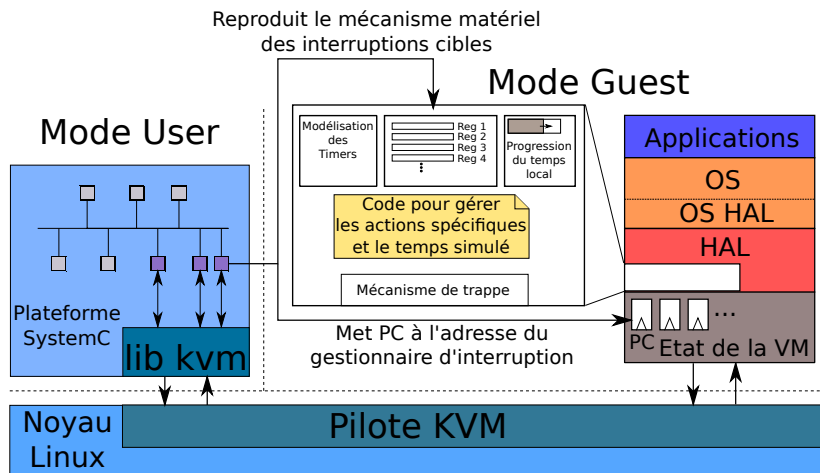 Reproduit le mécanisme matériel
des interruptions cibles
Mode User
Mode Guest
Modélisation
des
Timers
Reg 1
Reg 2
Reg 3
Reg 4
Progression
du temps
local
Code pour gérer
les actions spécifiques
et le temps simulé
Mécanisme de trappe
Applications
OS
OS HAL
HAL
Plateforme
SystemC
lib kvm
Met PC à l'adresse du
gestionnaire d'interruption
...
PC
Etat de la VM
Noyau
Linux
Pilote KVM